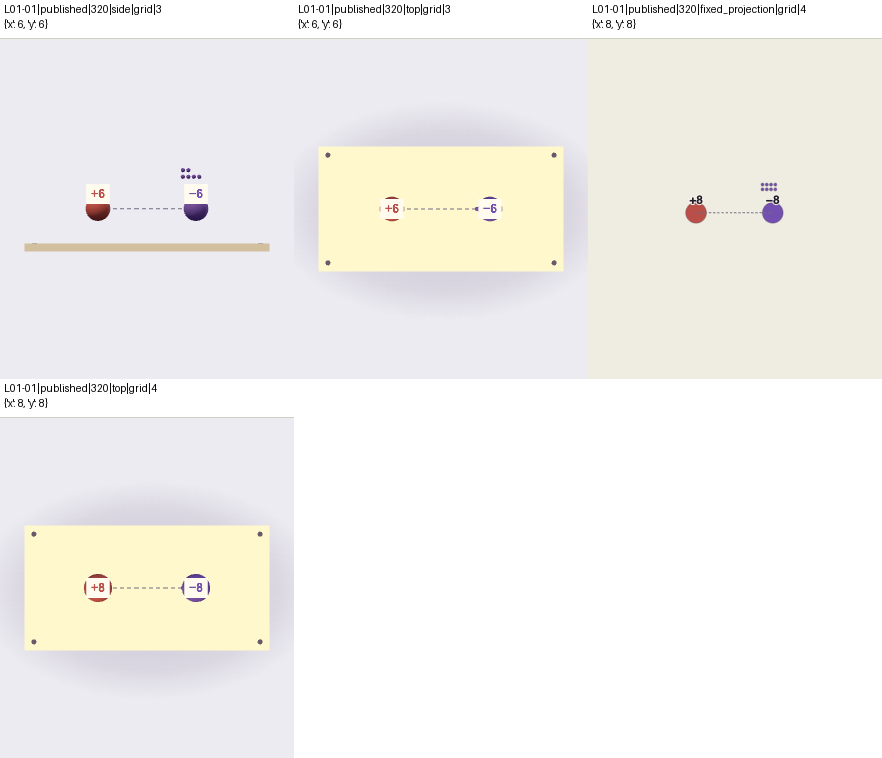 L01-01|published|320|side|grid|3
{'x': 6, 'y': 6}
+6
−6
L01-01|published|320|top|grid|3
{'x': 6, 'y': 6}
+6
−6
L01-01|published|320|fixed_projection|grid|4
{'x': 8, 'y': 8}
+8
−8
L01-01|published|320|top|grid|4
{'x': 8, 'y': 8}
+8
−8